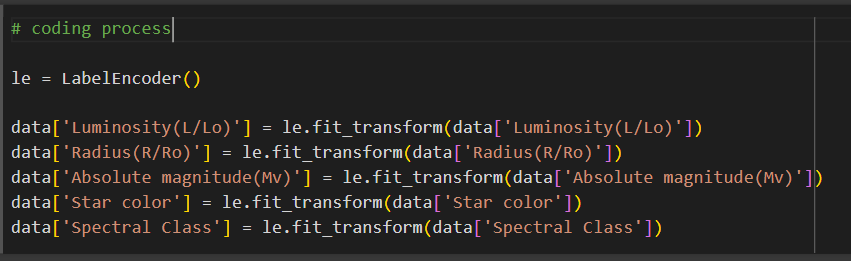 # coding process
le = LabelEncoder()
data['Luminosity(L/Lo)'] = le.fit_transform(data['Luminosity(L/Lo)'])
data['Radius(R/Ro)'] = le.fit_transform(data['Radius(R/Ro)'])
data['Absolute magnitude(Mv)'] = le.fit_transform(data['Absolute magnitude(Mv)'])
data['Star color'] = le.fit_transform(data['Star color'])
data['Spectral Class'] = le.fit_transform(data['Spectral Class'])